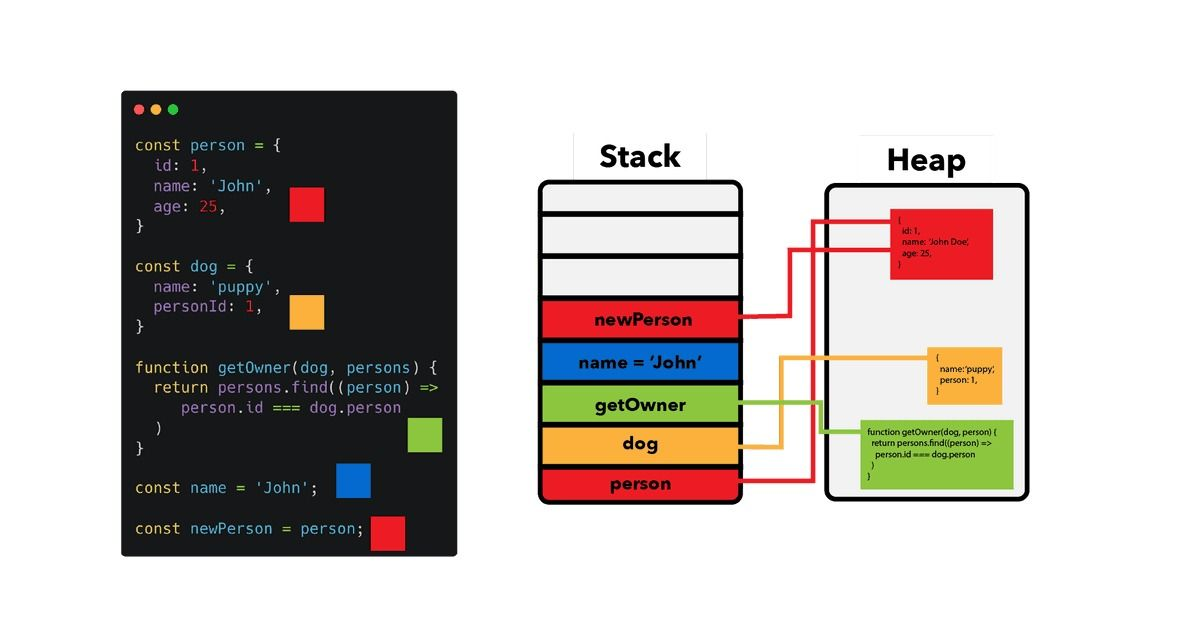 const person = {
id: 1,
name: 'John',
age: 25,
}
const dog = {
name: 'puppy',
personId: 1,
}
function getOwner(dog, persons) {
return persons.find((person) =>
person.id === dog.person
)
}
const name = 'John';
const newPerson = person;
Stack
newPerson
name = ‘John’
getOwner
dog
person
Heap
{
id: 1,
name: ‘John Doe’,
age: 25,
}
{
name:‘puppy’,
person: 1,
}
function getOwner(dog, person) {
return persons.find((person) =>
person.id === dog.person
)
}